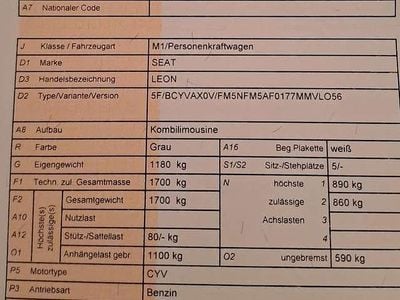 A7 Nationaler Code
J Klasse / Fahrzeugart M1/Personenkraftwagen
D1 Marke SEAT
D3 Handelsbezeichnung LEON
D2 Type/Variante/Version 5F/BCYVAX0V/FM5NFM5AF0177MMVLO56
A8 Aufbau Kombilimousine
R Farbe Grau A16 Beg.Plakette weiß
G Eigengewicht 1180 kg S1/S2 Sitz-/Stehplätze 5/-
F1 Techn. zul. Gesamtmasse 1700 kg N höchste 1 890 kg
F2 Höchste(s) zulässige(s) Gesamtgewicht 1700 kg zulässige 2 860 kg
A10 Nutzlast Achslasten 3
A12 Stütz-/Sattellast 80/- kg 4
O1 Anhängelast gebr. 1100 kg O2 ungebremst 590 kg
P5 Motortype CYV
P3 Antriebsart Benzin